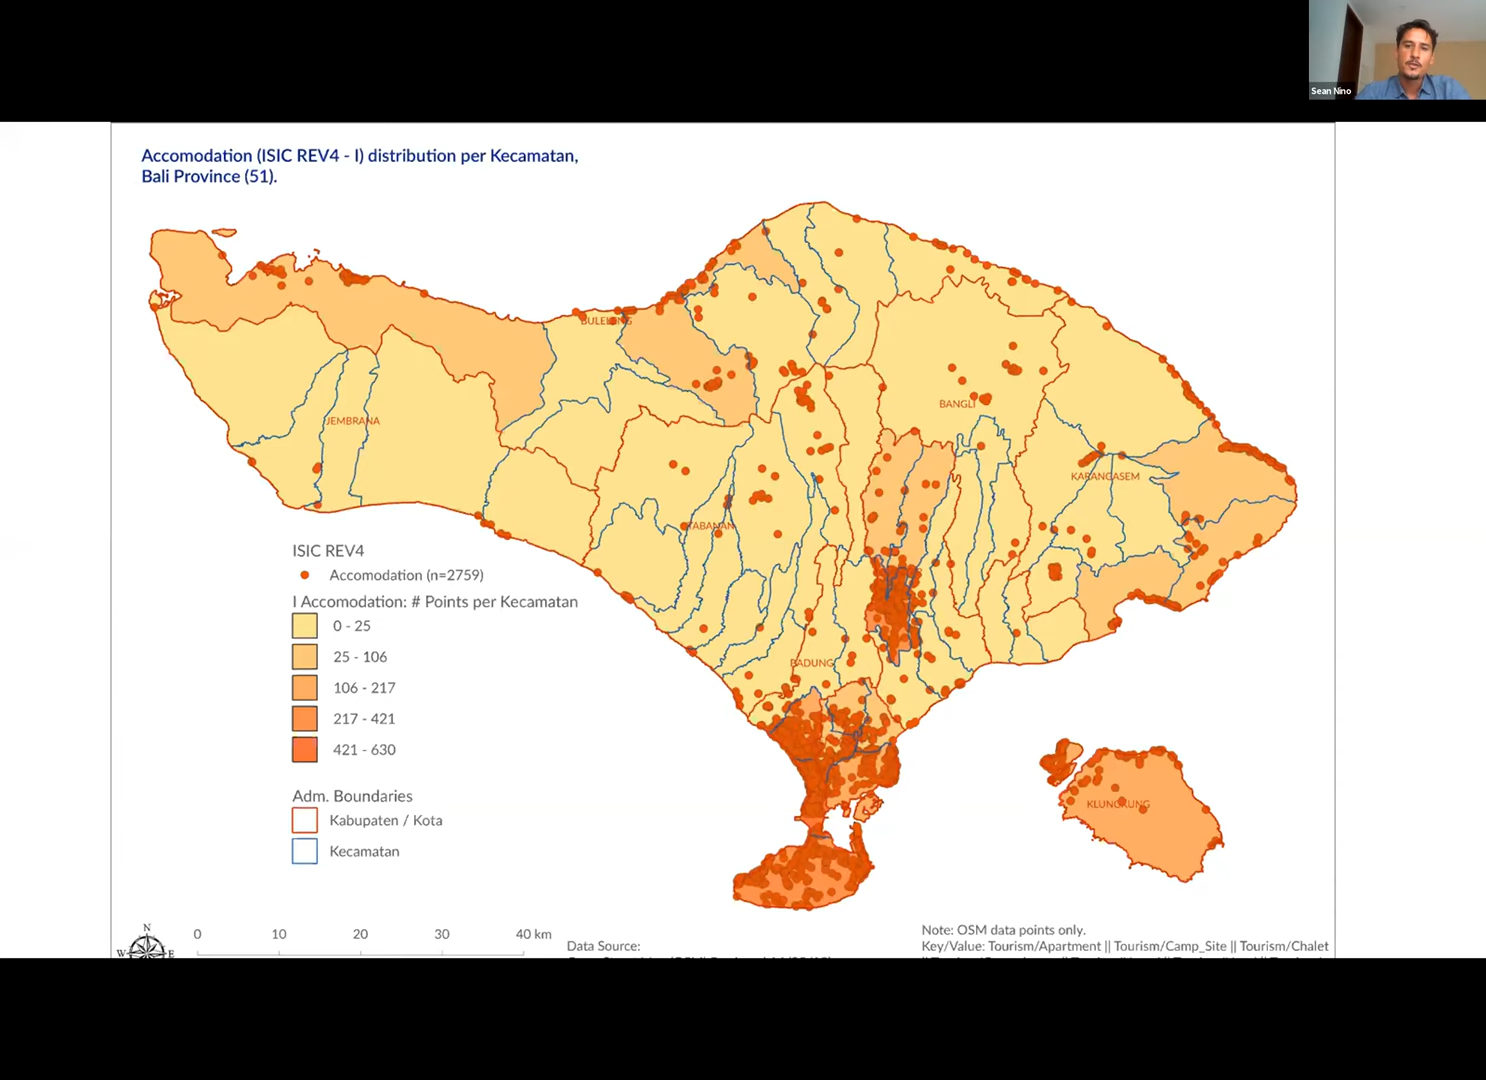 Sean Nino
Accomodation (ISIC REV4 - I) distribution per Kecamatan,
Bali Province (51).
BULELENG
JEMBRANA
BANGLI
KARANGASEM
TABANAN
BADUNG
KLUNGKUNG
ISIC REV4
Accomodation (n=2759)
I Accomodation: # Points per Kecamatan
0 - 25
25 - 106
106 - 217
217 - 421
421 - 630
Adm. Boundaries
Kabupaten / Kota
Kecamatan
N
W E
0 10 20 30 40 km
Data Source:
Note: OSM data points only.
Key/Value: Tourism/Apartment || Tourism/Camp_Site || Tourism/Chalet